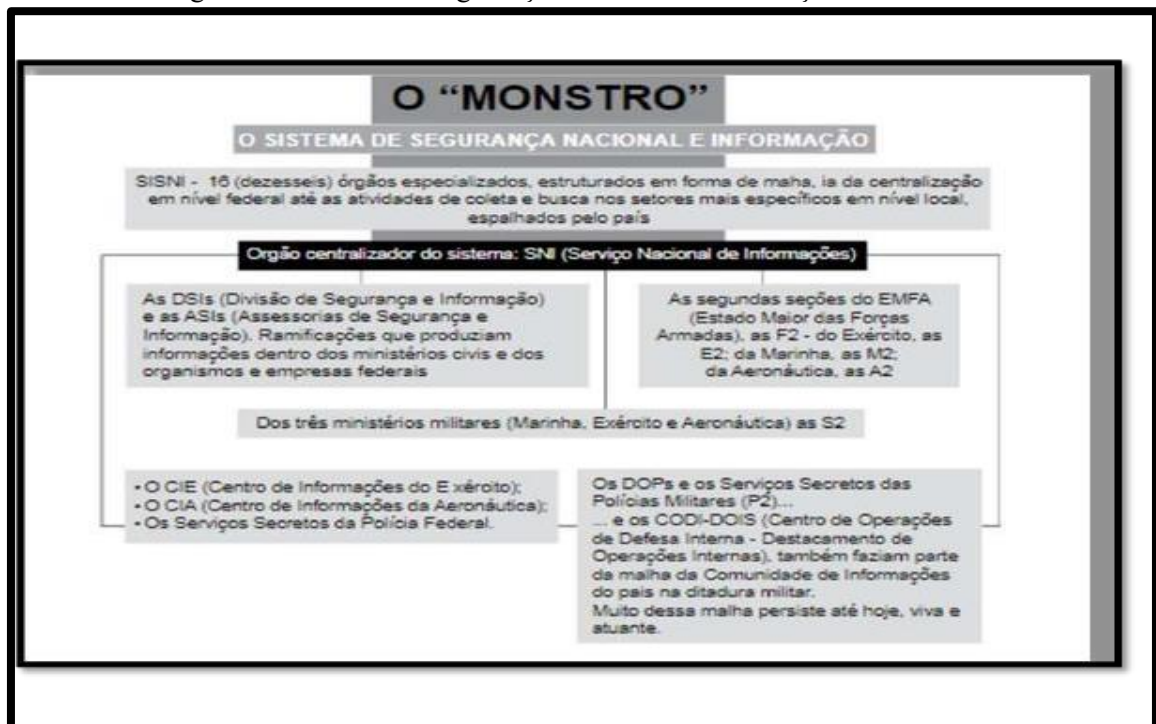 O “MONSTRO”
O SISTEMA DE SEGURANÇA NACIONAL E INFORMAÇÃO
SISNI - 16 (dezesseis) órgãos especializados, estruturados em forma de maha, ia da centralização
em nível federal até as atividades de coleta e busca nos setores mais específicos em nível local,
espalhados pelo país
Orgão centralizador do sistema: SNI (Serviço Nacional de Informações)
As DSIs (Divisão de Segurança e Informação)
e as ASIs (Assessorias de Segurança e
Informação). Ramificações que produziam
informações dentro dos ministérios civis e dos
organismos e empresas federais
As segundas seções do EMFA
(Estado Maior das Forças
Armadas), as F2 - do Exército, as
E2; da Marinha, as M2;
da Aeronáutica, as A2
Dos três ministérios militares (Marinha, Exército e Aeronáutica) as S2
• O CIE (Centro de Informações do E xército);
• O CIA (Centro de Informações da Aeronáutica);
• Os Serviços Secretos da Polícia Federal.
Os DOPs e os Serviços Secretos das
Polícias Militares (P2)...
... e os CODI-DOIS (Centro de Operações
de Defesa Interna - Destacamento de
Operações Internas), também faziam parte
da malha da Comunidade de Informações
do pais na ditadura militar.
Muito dessa malha persiste até hoje, viva e
atuante.